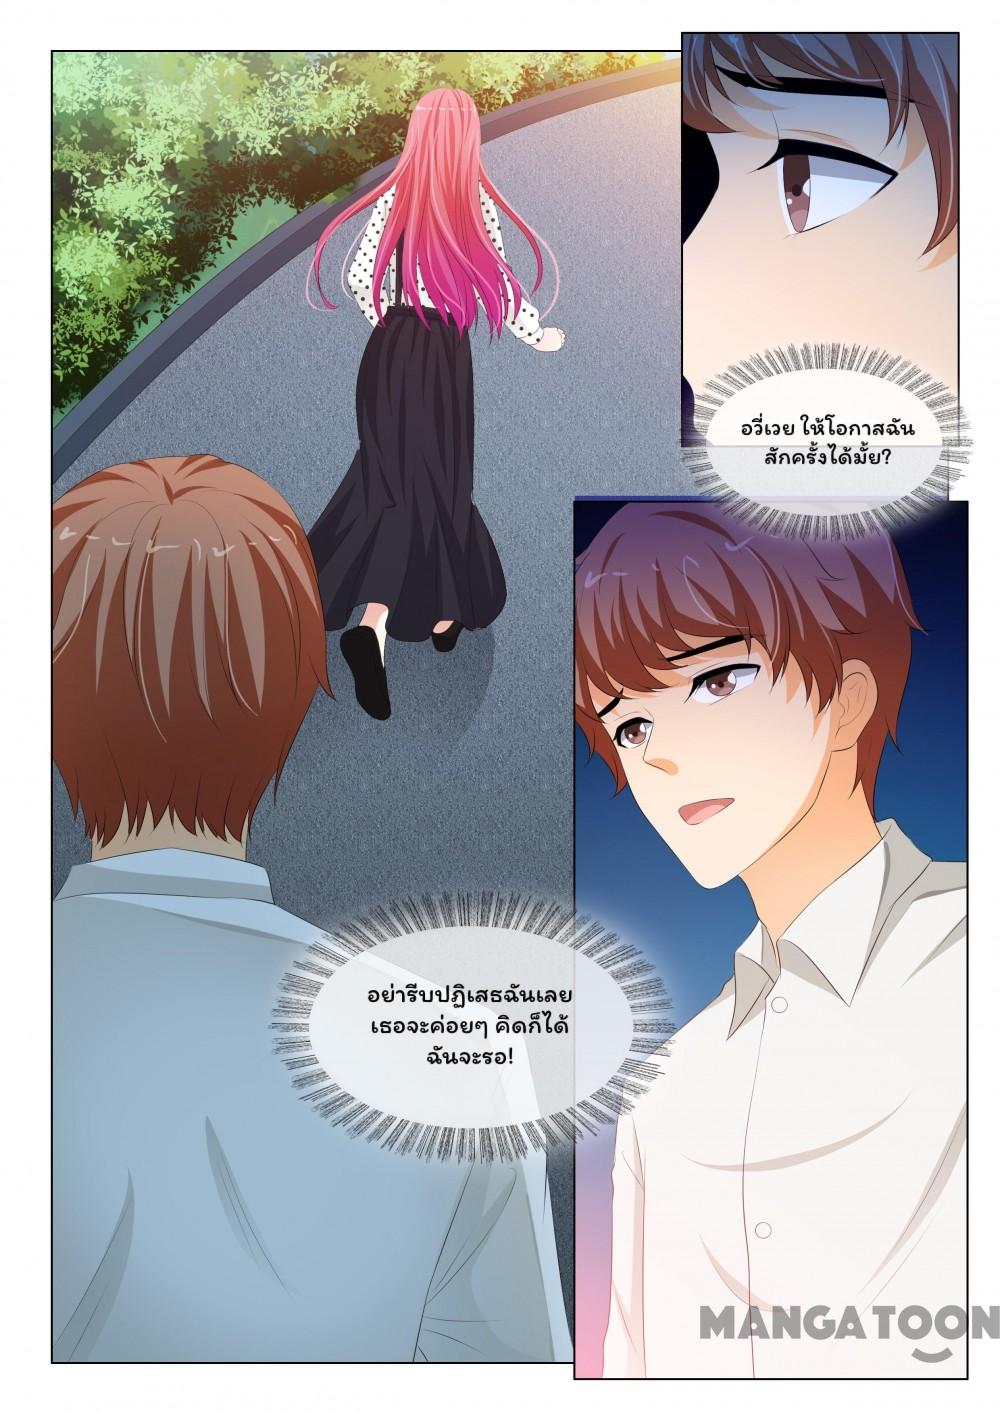 อวี่เวย ให้โอกาสฉัน
สักครั้งได้มั้ย?
อย่ารีบปฏิเสธฉันเลย
เธอจะค่อยๆ คิดก็ได้
ฉันจะรอ!
MANGATOON